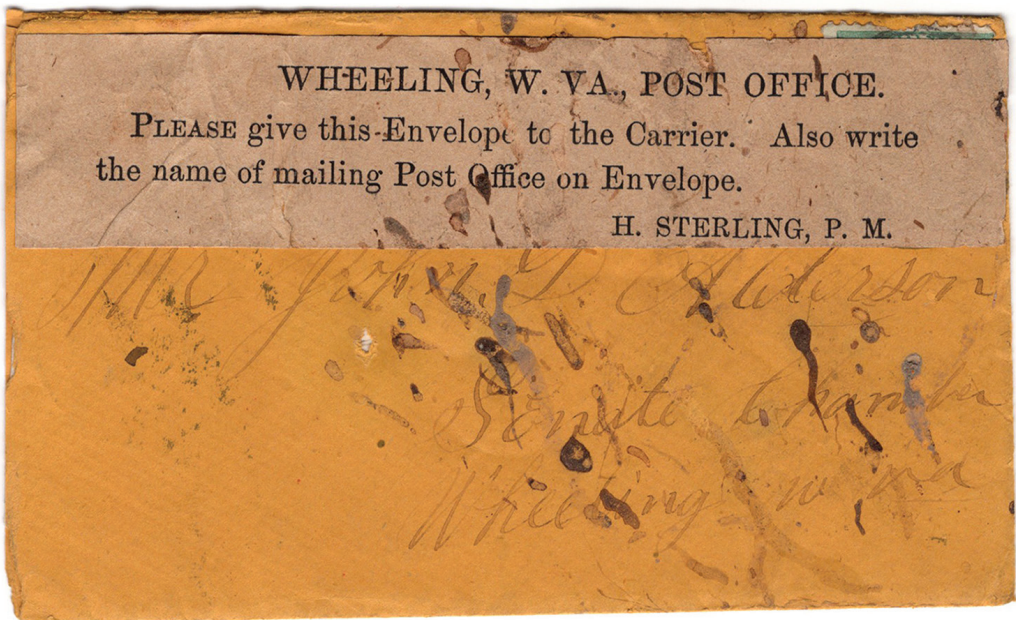 WHEELING, W. VA., POST OFFICE.
PLEASE give this Envelope to the Carrier. Also write
the name of mailing Post Office on Envelope.
H. STERLING, P. M.
Mr John. D Alderson
Senate Chamber
Wheeling w va